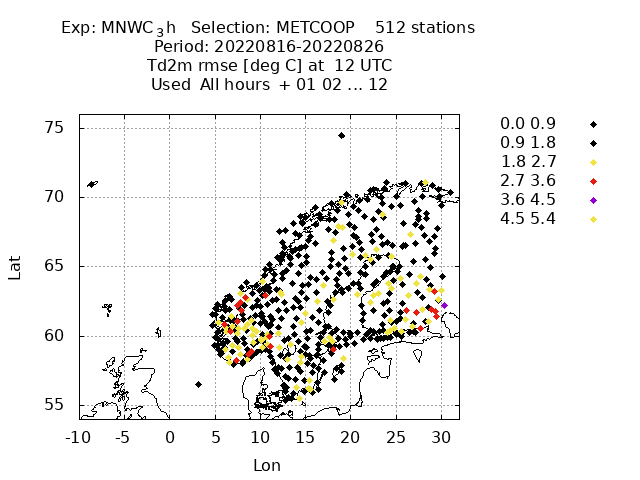 Exp: MNWC3h Selection: METCOOP 512 stations
Period: 20220816-20220826
Td2m rmse [deg C] at 12 UTC
Used All hours + 01 02 ... 12
75
70
65
60
55
Lat
-10 -5 0 5 10 15 20 25 30
Lon
0.0 0.9
0.9 1.8
1.8 2.7
2.7 3.6
3.6 4.5
4.5 5.4